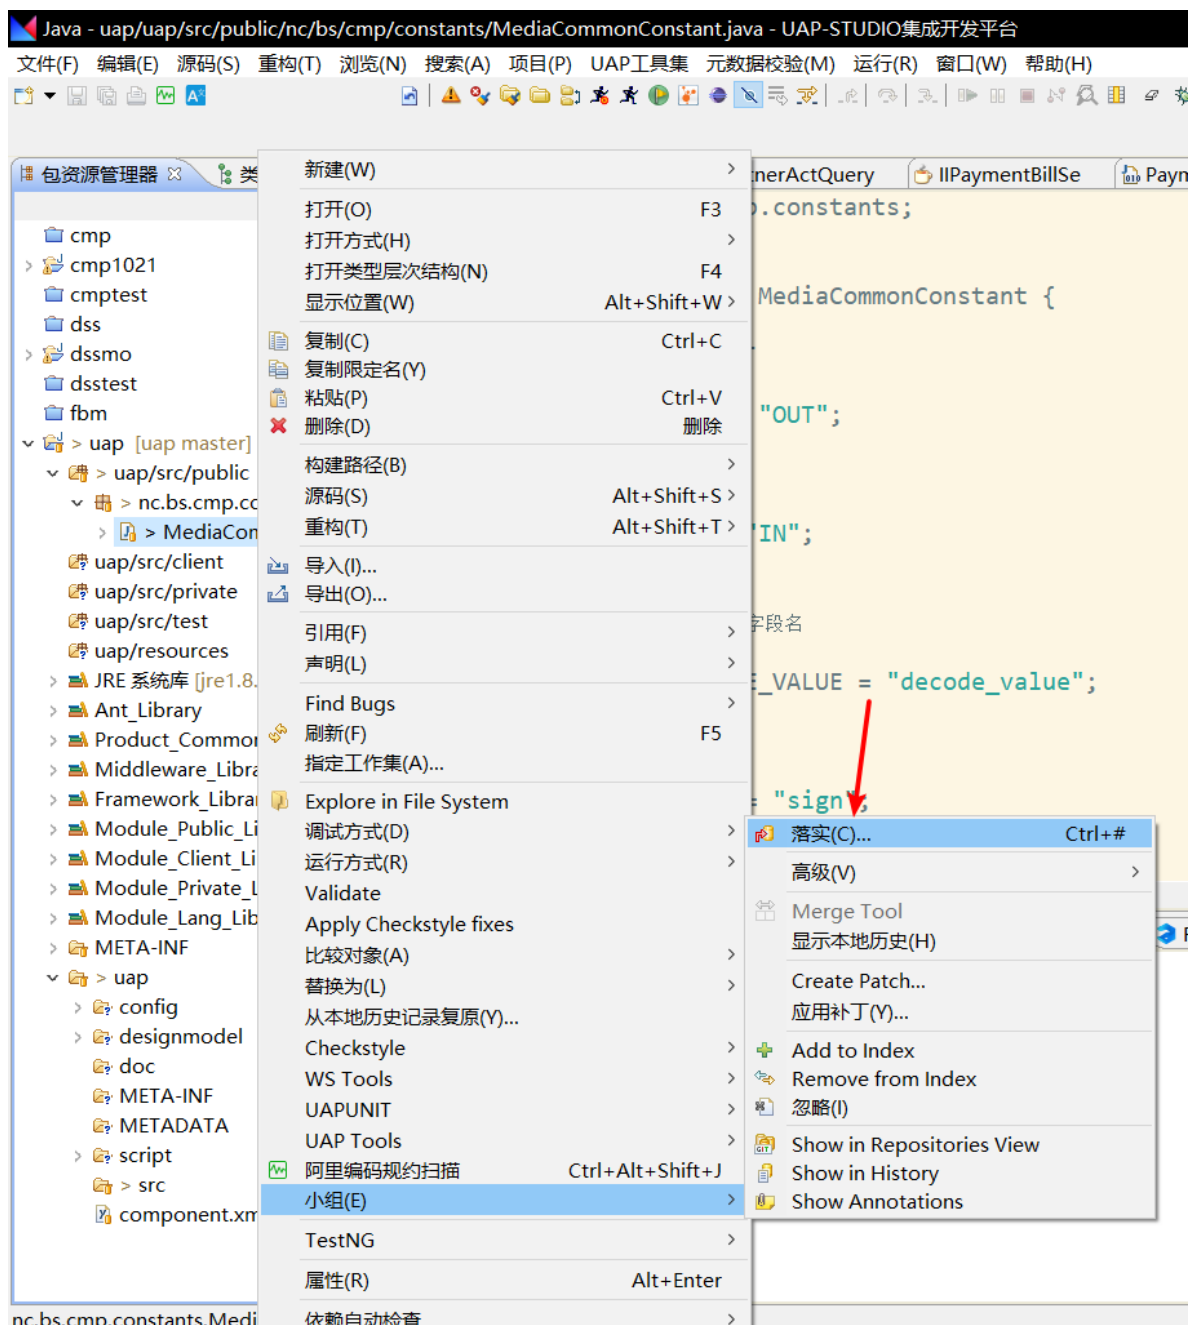 Java - uap/uap/src/public/nc/bs/cmp/constants/MediaCommonConstant.java - UAP-STUDIO集成开发平台
文件(F) 编辑(E) 源码(S) 重构(T) 浏览(N) 搜索(A) 项目(P) UAP工具集 元数据校验(M) 运行(R) 窗口(W) 帮助(H)
包资源管理器 类
tnerActQuery IIPaymentBillSe Paym
cmp
cmp1021
cmptest
dss
dssmo
dsstest
fbm
> uap [uap master]
> uap/src/public
> nc.bs.cmp.cc
> MediaCon
uap/src/client
uap/src/private
uap/src/test
uap/resources
JRE 系统库 [jre1.8.
Ant_Library
Product_Commor
Middleware_Libra
Framework_Librar
Module_Public_Li
Module_Client_Li
Module_Private_L
Module_Lang_Lib
META-INF
> uap
config
designmodel
doc
META-INF
METADATA
script
> src
component.xm
nc.bs.cmp.constants.Medi
新建(W)
打开(O) F3
打开方式(H)
打开类型层次结构(N) F4
显示位置(W) Alt+Shift+W
复制(C) Ctrl+C
复制限定名(Y)
粘贴(P) Ctrl+V
删除(D) 删除
构建路径(B)
源码(S) Alt+Shift+S
重构(T) Alt+Shift+T
导入(I)...
导出(O)...
引用(F)
声明(L)
Find Bugs
刷新(F) F5
指定工作集(A)...
Explore in File System
调试方式(D)
运行方式(R)
Validate
Apply Checkstyle fixes
比较对象(A)
替换为(L)
从本地历史记录复原(Y)...
Checkstyle
WS Tools
UAPUNIT
UAP Tools
阿里编码规约扫描 Ctrl+Alt+Shift+J
小组(E)
TestNG
属性(R) Alt+Enter
依赖自动检查
p.constants;
MediaCommonConstant {
"OUT";
"IN";
字段名
E_VALUE = "decode_value";
= "sign";
落实(C)... Ctrl+#
高级(V)
Merge Tool
显示本地历史(H)
Create Patch...
应用补丁(Y)...
Add to Index
Remove from Index
忽略(I)
Show in Repositories View
Show in History
Show Annotations